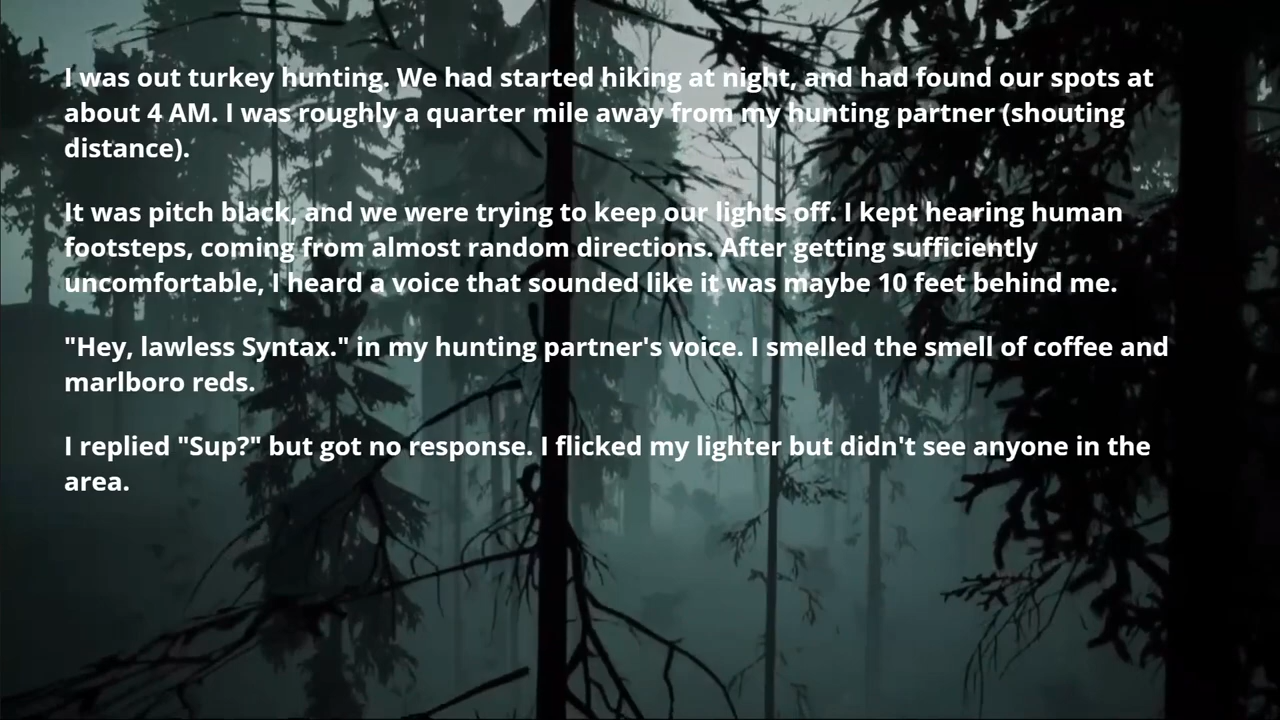 I was out turkey hunting. We had started hiking at night, and had found our spots at
about 4 AM. I was roughly a quarter mile away from my hunting partner (shouting
distance).
It was pitch black, and we were trying to keep our lights off. I kept hearing human
footsteps, coming from almost random directions. After getting sufficiently
uncomfortable, I heard a voice that sounded like it was maybe 10 feet behind me.
"Hey, lawless Syntax." in my hunting partner's voice. I smelled the smell of coffee and
marlboro reds.
I replied "Sup?" but got no response. I flicked my lighter but didn't see anyone in the
area.